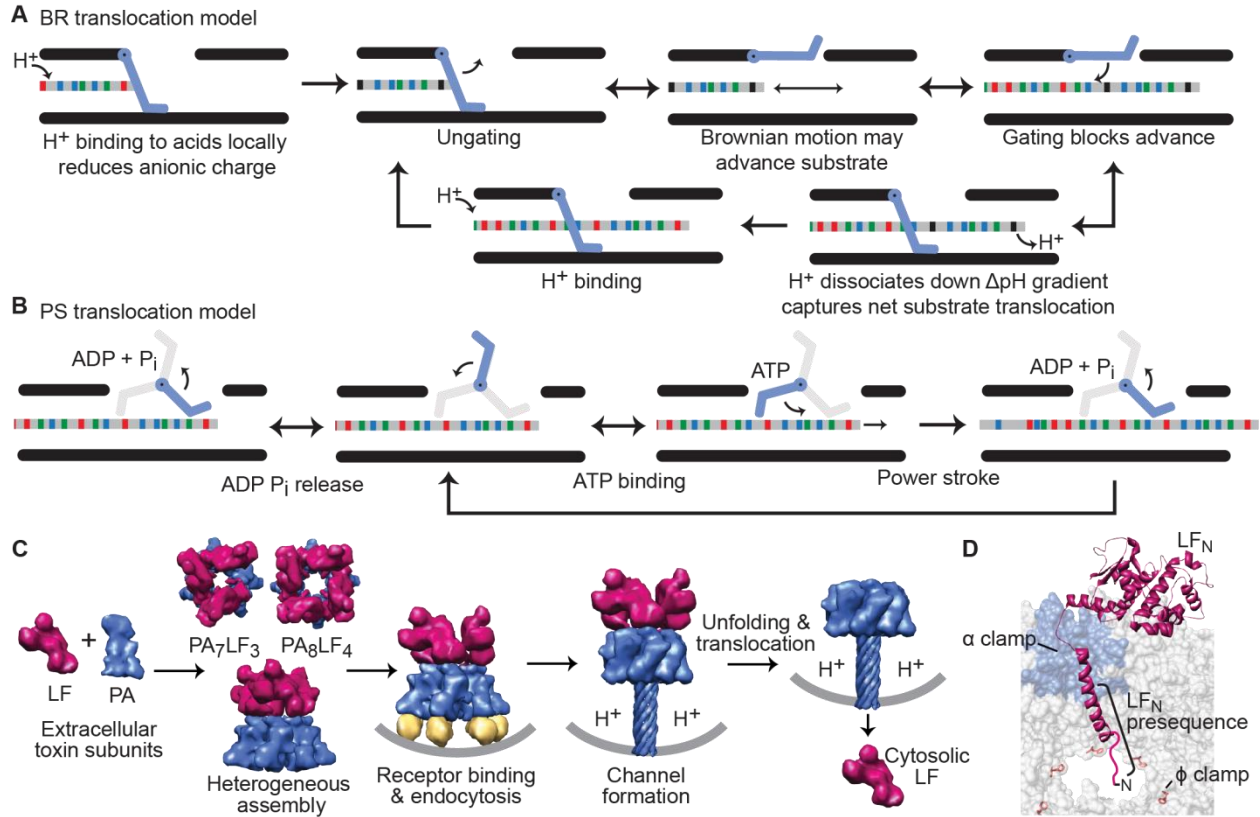 A BR translocation model
H+
H+ binding to acids locally
reduces anionic charge
Ungating
Brownian motion may
advance substrate
Gating blocks advance
H+
H+ binding
H+
H+ dissociates down ΔpH gradient
captures net substrate translocation
B PS translocation model
ADP + Pi
ATP
ADP + Pi
ADP Pi release
ATP binding
Power stroke
C
LF
+
PA
Extracellular
toxin subunits
PA7LF3
PA8LF4
Heterogeneous
assembly
Receptor binding
& endocytosis
H+
H+
Channel
formation
Unfolding &
translocation
H+
H+
Cytosolic
LF
D
LFN
α clamp
LFN
presequence
N
ϕ clamp